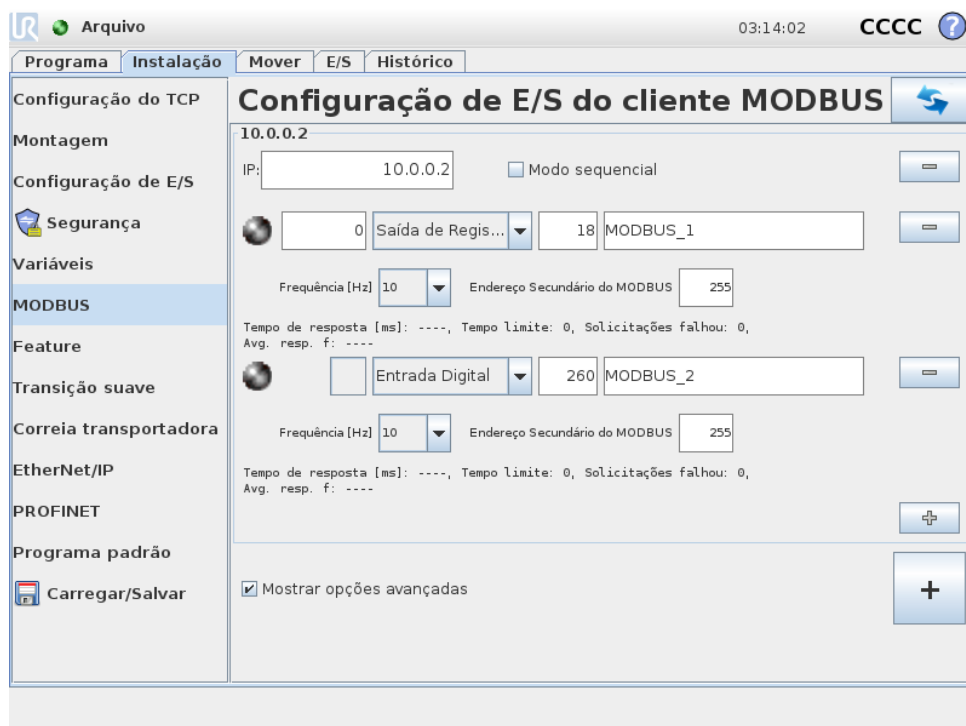 UR Arquivo 03:14:02 CCCC ?
Programa Instalação Mover E/S Histórico
Configuração do TCP
Montagem
Configuração de E/S
Segurança
Variáveis
MODBUS
Feature
Transição suave
Correia transportadora
EtherNet/IP
PROFINET
Programa padrão
Carregar/Salvar
Configuração de E/S do cliente MODBUS
10.0.0.2
IP: 10.0.0.2 Modo sequencial
0 Saída de Regis... 18 MODBUS_1
Frequência [Hz] 10 Endereço Secundário do MODBUS 255
Tempo de resposta [ms]: ----, Tempo limite: 0, Solicitações falhou: 0,
Avg. resp. f: ----
Entrada Digital 260 MODBUS_2
Frequência [Hz] 10 Endereço Secundário do MODBUS 255
Tempo de resposta [ms]: ----, Tempo limite: 0, Solicitações falhou: 0,
Avg. resp. f: ----
Mostrar opções avançadas